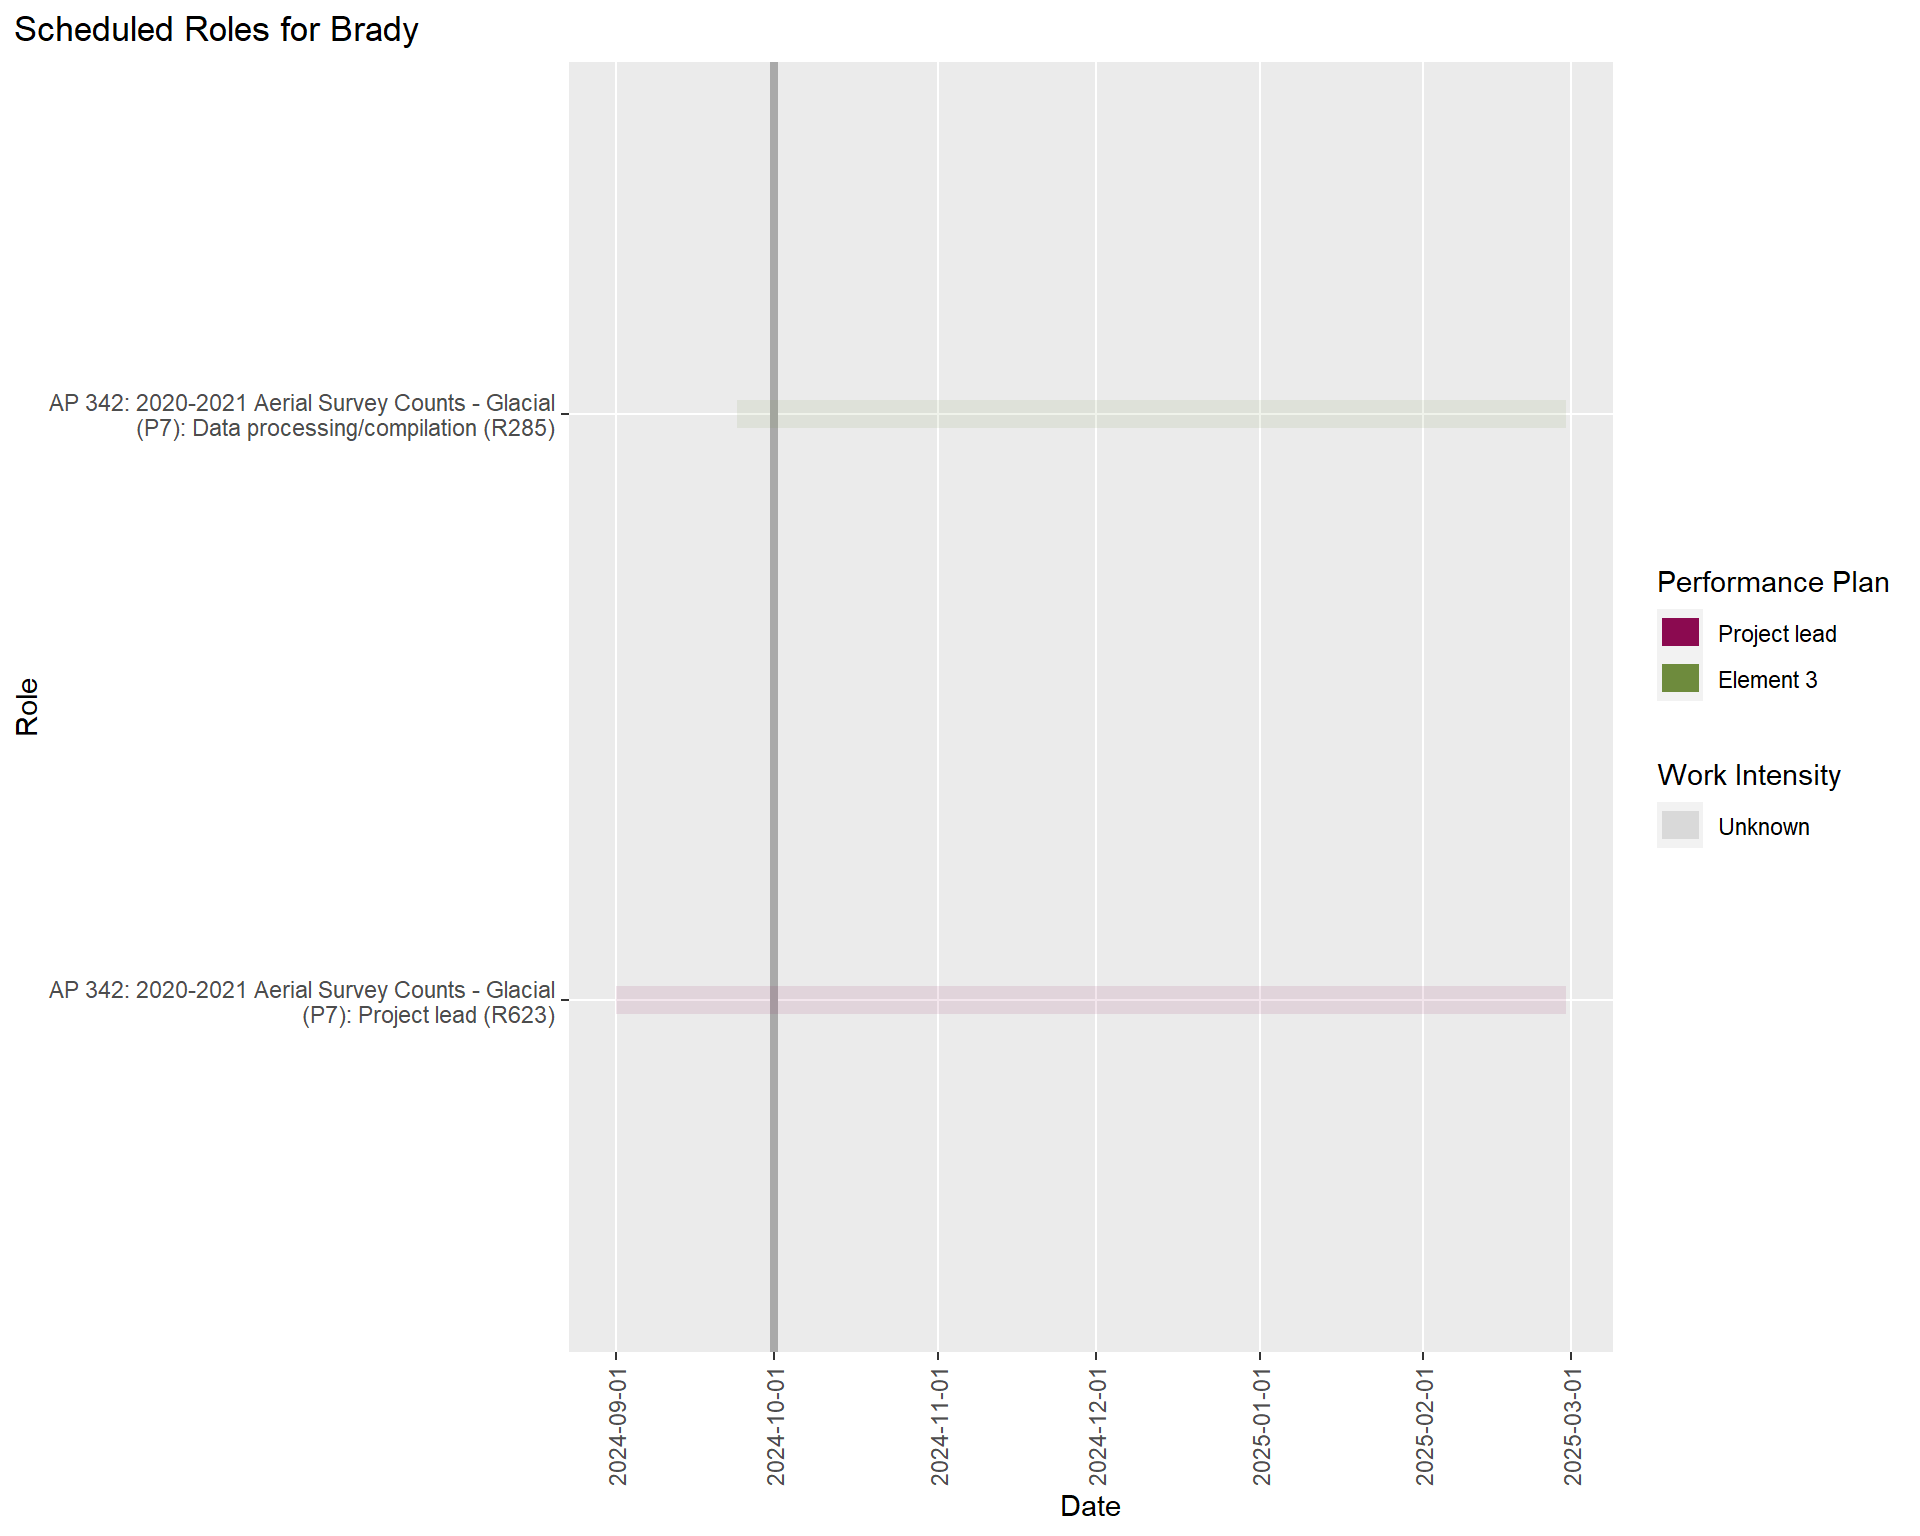 Scheduled Roles for Brady
AP 342: 2020-2021 Aerial Survey Counts - Glacial
(P7): Data processing/compilation (R285)
AP 342: 2020-2021 Aerial Survey Counts - Glacial
(P7): Project lead (R623)
Role
2024-09-01
2024-10-01
2024-11-01
2024-12-01
2025-01-01
2025-02-01
2025-03-01
Date
Performance Plan
Project lead
Element 3
Work Intensity
Unknown